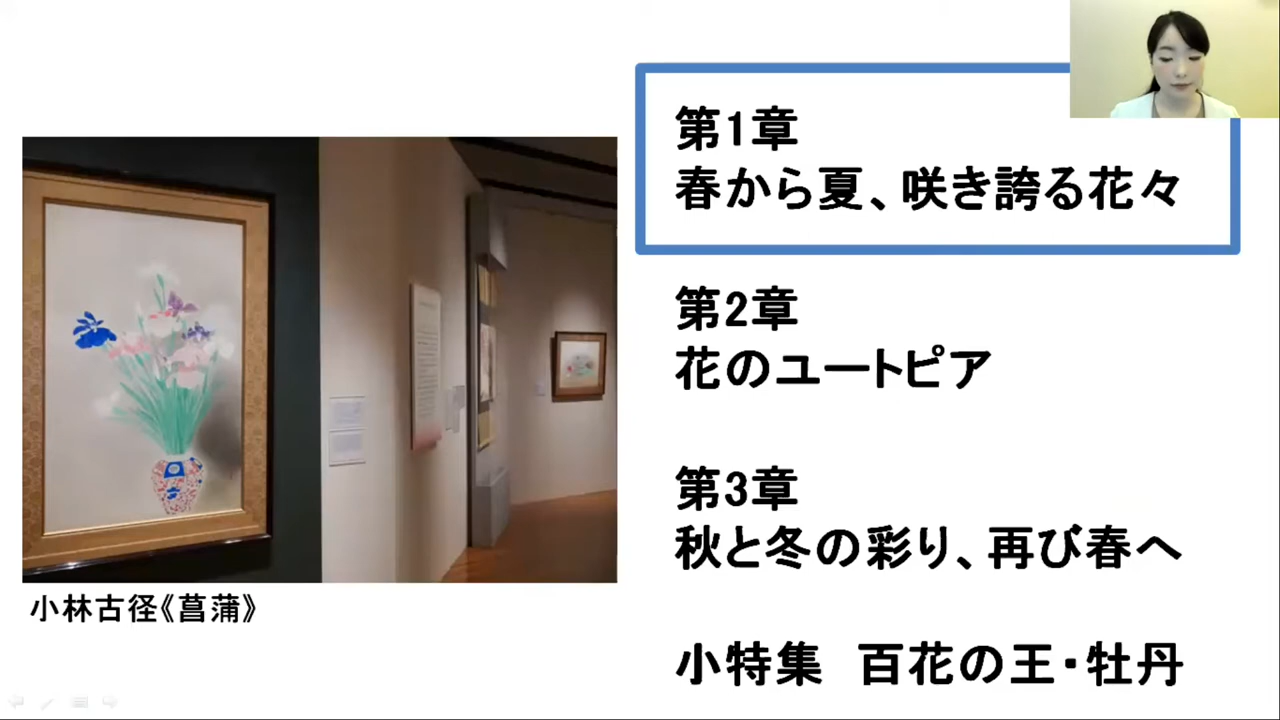 第1章
春から夏、咲き誇る花々
第2章
花のユートピア
第3章
秋と冬の彩り、再び春へ
小特集　百花の王・牡丹
小林古径《菖蒲》